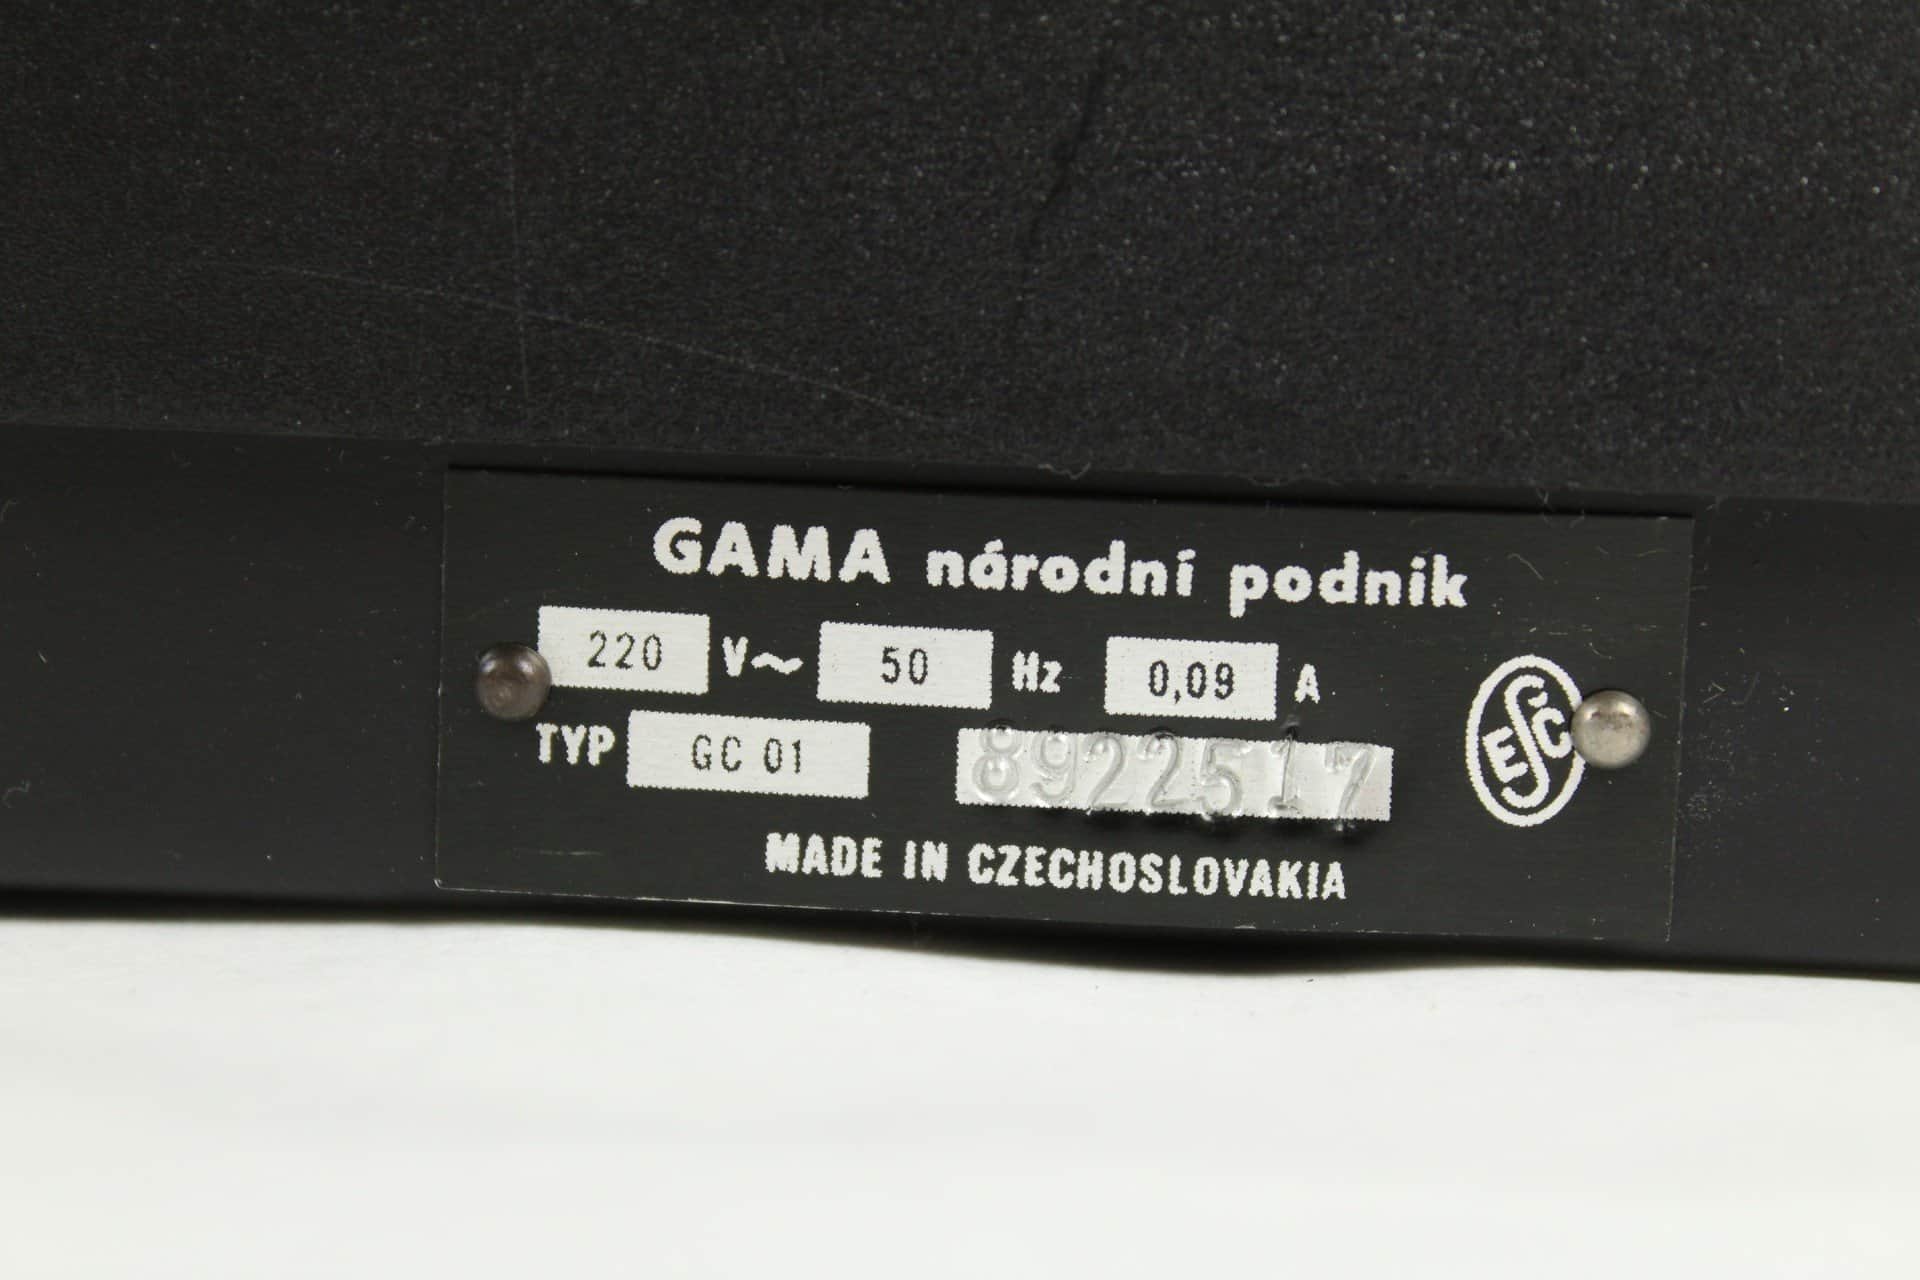 GAMA národní podnik
220 V~ 50 Hz 0,09 A
TYP GC 01 8922517
ESČ
MADE IN CZECHOSLOVAKIA